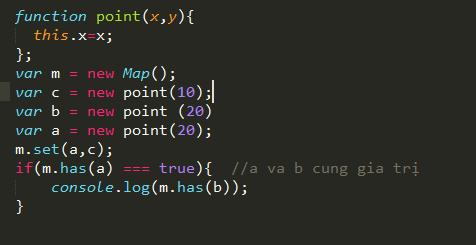 function point(x,y){
  this.x=x;
};
var m = new Map();
var c = new point(10);
var b = new point (20)
var a = new point(20);
m.set(a,c);
if(m.has(a) === true){  //a va b cung gia trị
    console.log(m.has(b));
}